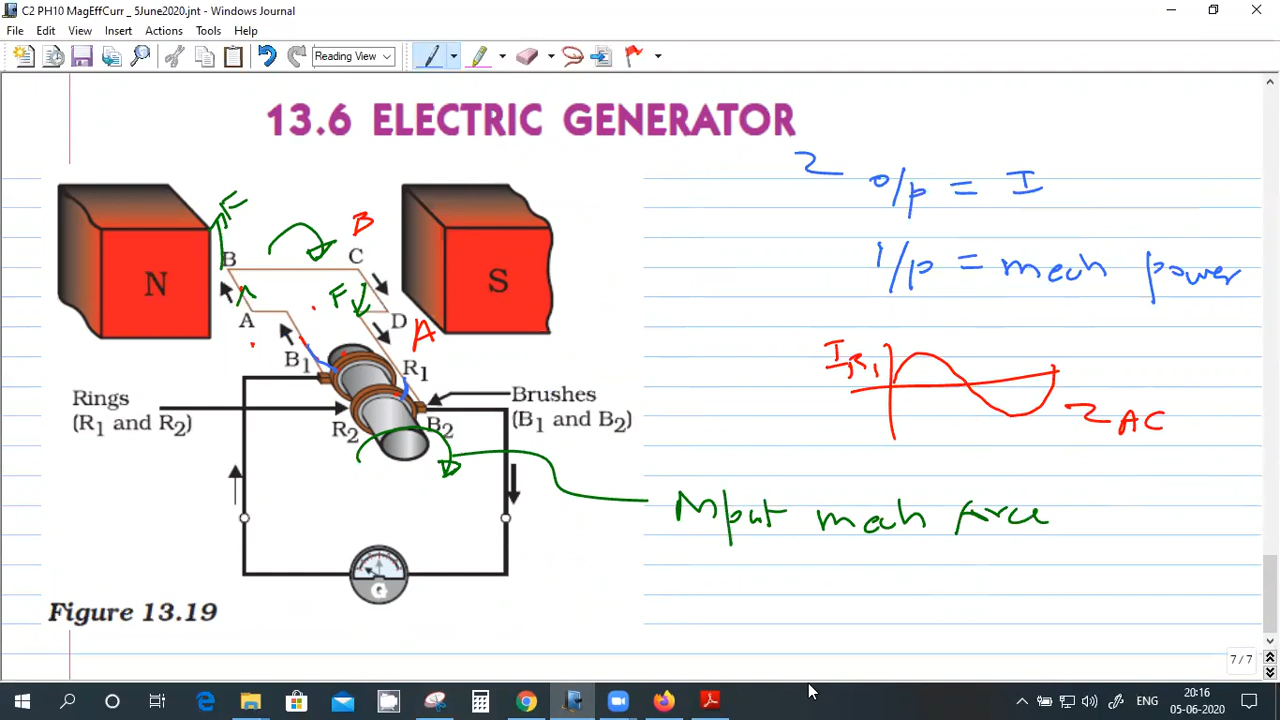 C2 PH10 MagEffCurr _ 5June2020.jnt - Windows Journal
File Edit View Insert Actions Tools Help
Reading View
13.6 ELECTRIC GENERATOR
2 o/p = I
i/p = mech power
N
S
F
B
B
C
F
A
D
A
B1
R1
I,R1
AC
Rings
(R1 and R2)
Brushes
(B1 and B2)
R2
B2
Input mech force
G
Figure 13.19
7 / 7
ENG
20:16
05-06-2020